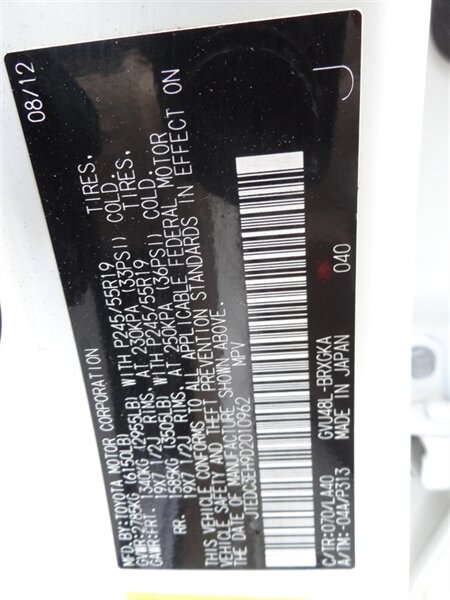 MFD.BY:TOYOTA MOTOR CORPORATION 08/12
GVWR:2785KG (6150LB)
GAWR:FRT. 1340KG (2955LB) WITH P245/55R19 TIRES,
19X7 1/2J RIMS, AT 230KPA (33PSI) COLD.
RR. 1585KG (3505LB) WITH P245/55R19 TIRES,
19X7 1/2J RIMS, AT 250KPA (36PSI) COLD.
THIS VEHICLE CONFORMS TO ALL APPLICABLE FEDERAL MOTOR
VEHICLE SAFETY AND THEFT PREVENTION STANDARDS IN EFFECT ON
THE DATE OF MANUFACTURE SHOWN ABOVE.
JTEDC3EH9D2010962 MPV
J
C/TR:070/LA40 GVU48L-BRXGKA 040
A/TM:-04A/P313 MADE IN JAPAN